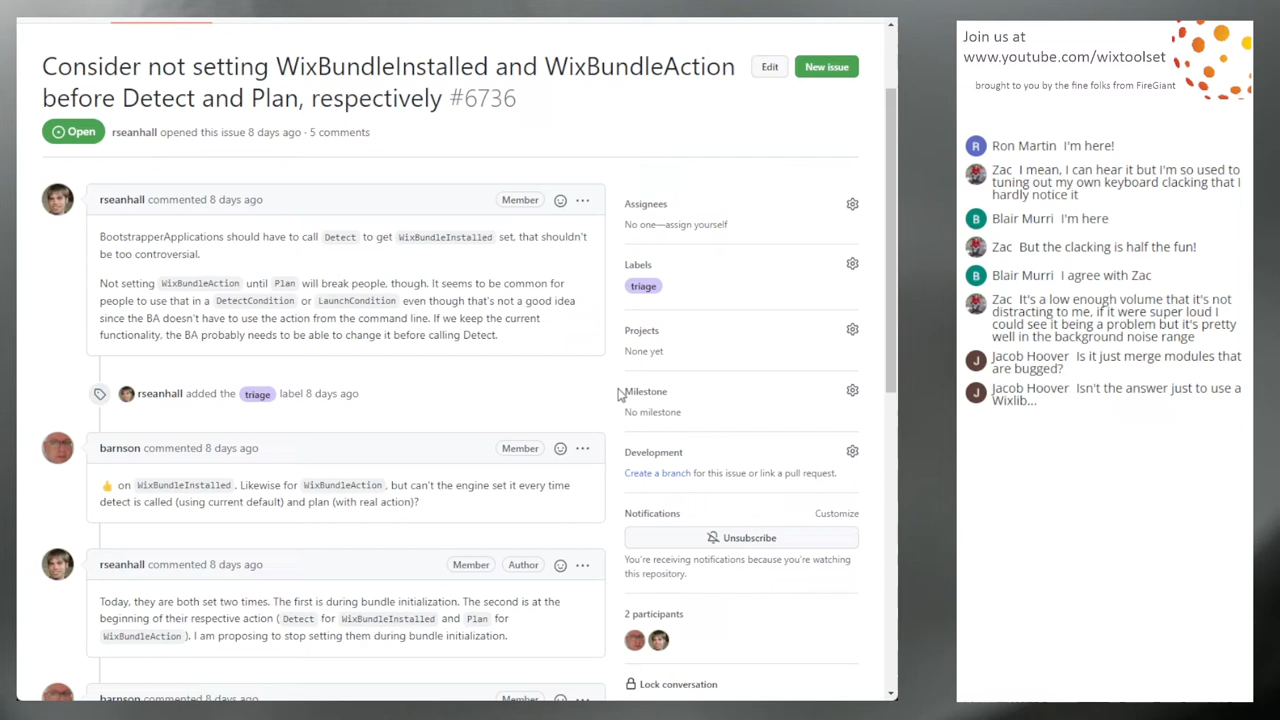 Consider not setting WixBundleInstalled and WixBundleAction
before Detect and Plan, respectively #6736
Edit
New issue
Open
rseanhall opened this issue 8 days ago · 5 comments
rseanhall commented 8 days ago
Member
BootstrapperApplications should have to call Detect to get WixBundleInstalled set, that shouldn't
be too controversial.
Not setting WixBundleAction until Plan will break people, though. It seems to be common for
people to use that in a DetectCondition or LaunchCondition even though that's not a good idea
since the BA doesn't have to use the action from the command line. If we keep the current
functionality, the BA probably needs to be able to change it before calling Detect.
rseanhall added the triage label 8 days ago
barnson commented 8 days ago
Member
👍 on WixBundleInstalled. Likewise for WixBundleAction, but can't the engine set it every time
detect is called (using current default) and plan (with real action)?
rseanhall commented 8 days ago
Member
Author
Today, they are both set two times. The first is during bundle initialization. The second is at the
beginning of their respective action (Detect for WixBundleInstalled and Plan for
WixBundleAction). I am proposing to stop setting them during bundle initialization.
barnson commented 8 days ago
Member
Assignees
No one—assign yourself
Labels
triage
Projects
None yet
Milestone
No milestone
Development
Create a branch for this issue or link a pull request.
Notifications
Customize
Unsubscribe
You're receiving notifications because you're watching
this repository.
2 participants
Lock conversation
Join us at
www.youtube.com/wixtoolset
brought to you by the fine folks from FireGiant
R Ron Martin I'm here!
Zac I mean, I can hear it but I'm so used to
tuning out my own keyboard clacking that I
hardly notice it
B Blair Murri I'm here
Zac But the clacking is half the fun!
B Blair Murri I agree with Zac
Zac It's a low enough volume that it's not
distracting to me, if it were super loud I
could see it being a problem but it's pretty
well in the background noise range
J Jacob Hoover Is it just merge modules that
are bugged?
J Jacob Hoover Isn't the answer just to use a
Wixlib...